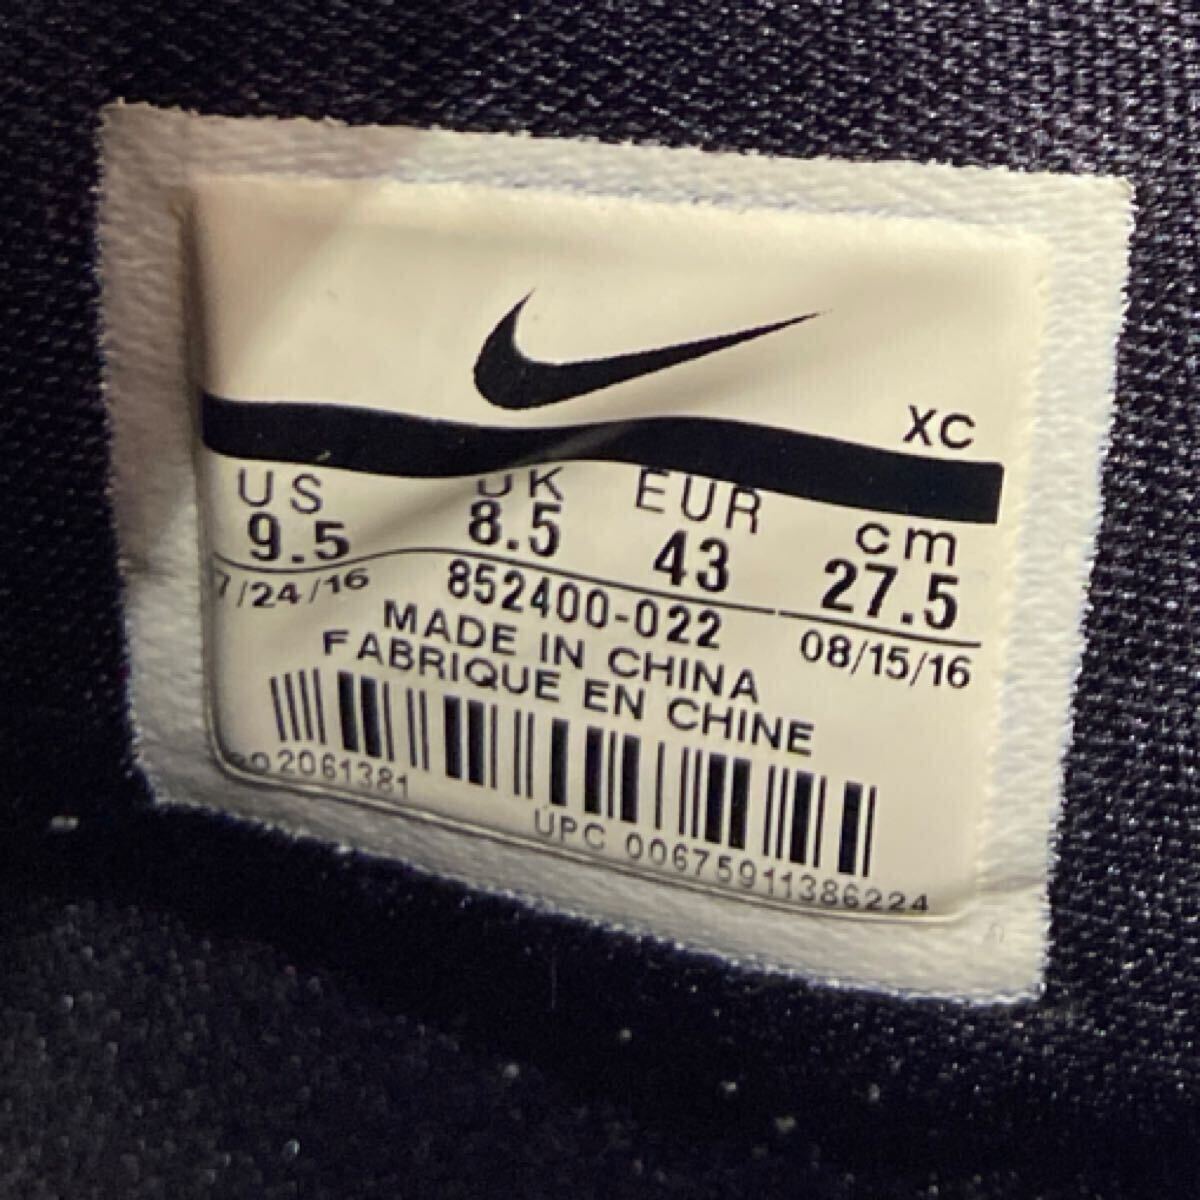 XC
US UK EUR cm
9.5 8.5 43 27.5
7/24/16 852400-022 08/15/16
MADE IN CHINA
FABRIQUE EN CHINE
2061381
UPC 00675911386224